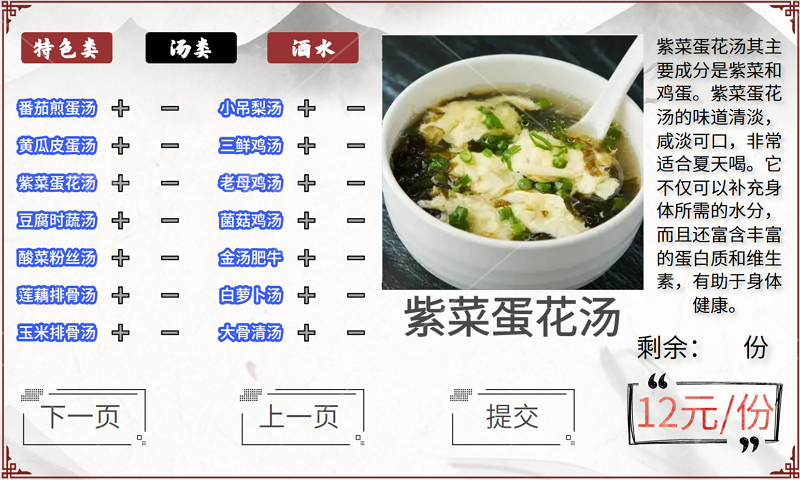 特色类
汤类
酒水
番茄煎蛋汤
小吊梨汤
黄瓜皮蛋汤
三鲜鸡汤
紫菜蛋花汤
老母鸡汤
豆腐时蔬汤
菌菇鸡汤
酸菜粉丝汤
金汤肥牛
莲藕排骨汤
白萝卜汤
玉米排骨汤
大骨清汤
紫菜蛋花汤
紫菜蛋花汤其主
要成分是紫菜和
鸡蛋。紫菜蛋花
汤的味道清淡，
咸淡可口，非常
适合夏天喝。它
不仅可以补充身
体所需的水分，
而且还富含丰富
的蛋白质和维生
素，有助于身体
健康。
剩余： 份
12元/份
下一页
上一页
提交